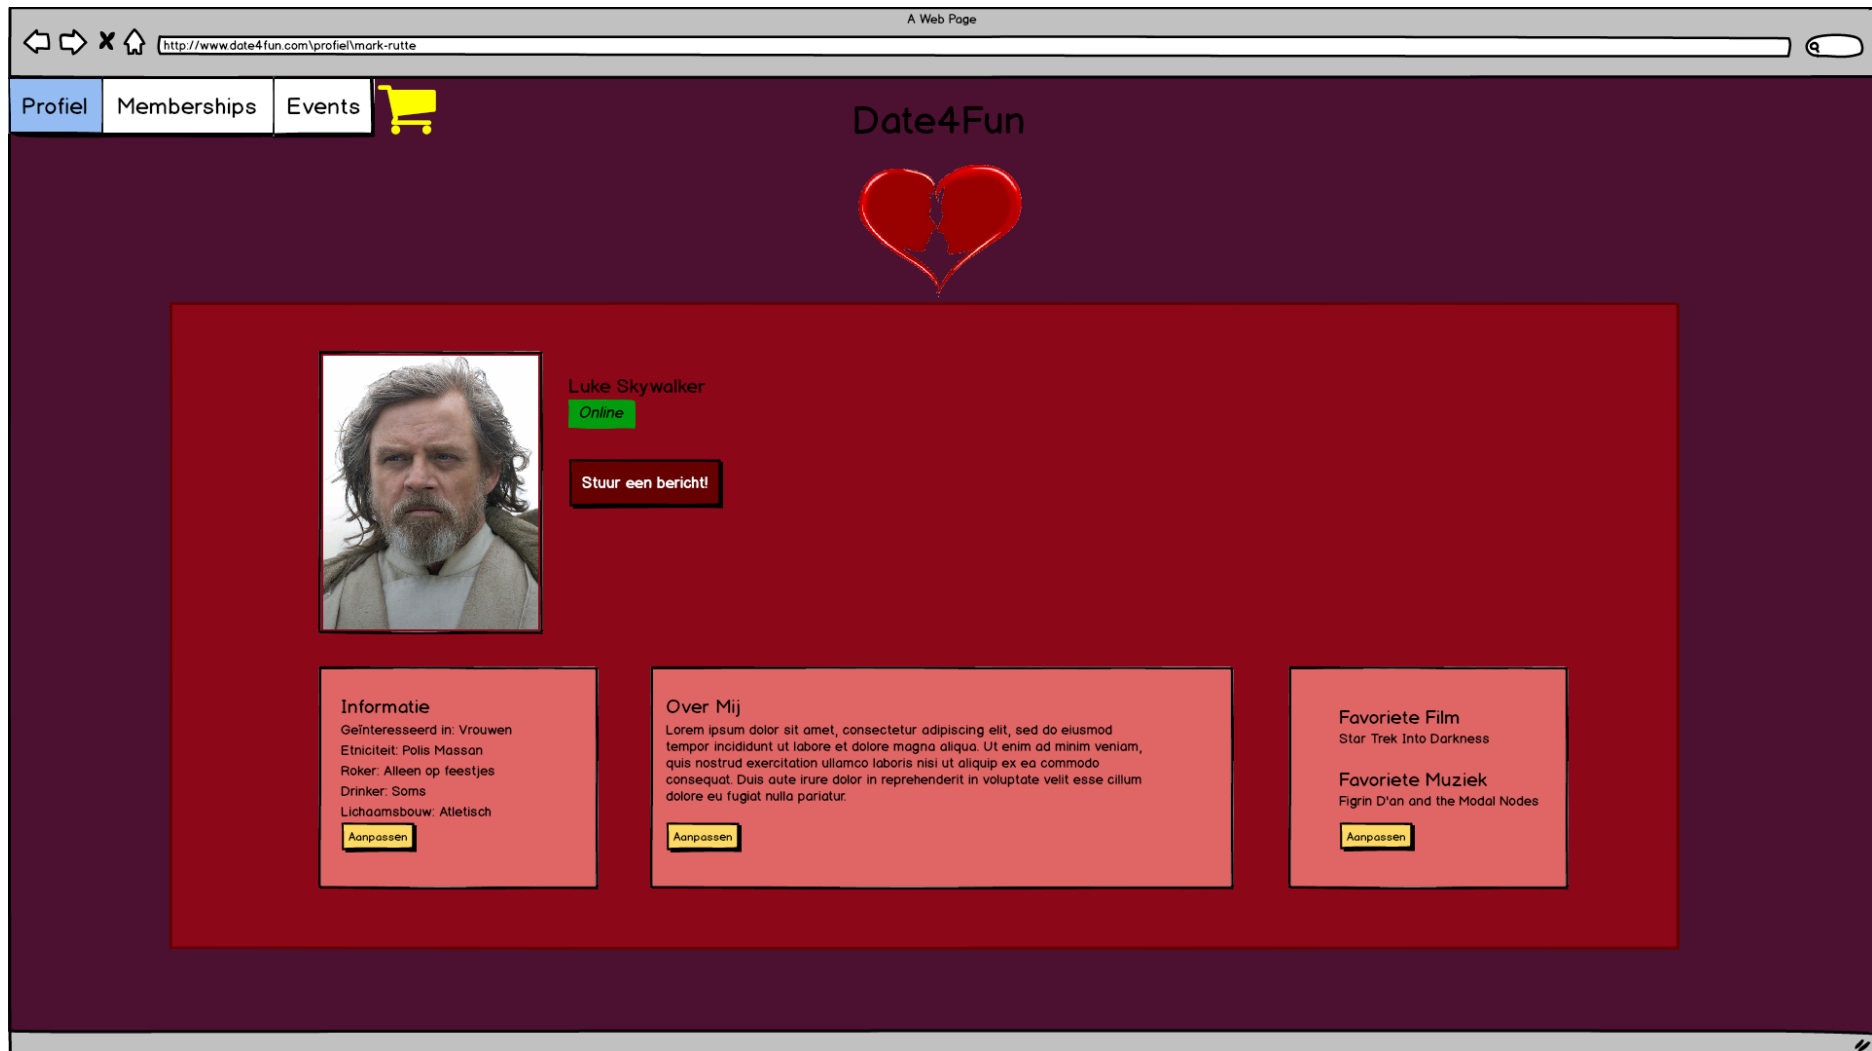 A Web Page
http://www.date4fun.com\profiel\mark-rutte
Profiel
Memberships
Events
Date4Fun
Luke Skywalker
Online
Stuur een bericht!
Informatie
Geïnteresseerd in: Vrouwen
Etniciteit: Polis Massan
Roker: Alleen op feestjes
Drinker: Soms
Lichaamsbouw: Atletisch
Aanpassen
Over Mij
Lorem ipsum dolor sit amet, consectetur adipiscing elit, sed do eiusmod
tempor incididunt ut labore et dolore magna aliqua. Ut enim ad minim veniam,
quis nostrud exercitation ullamco laboris nisi ut aliquip ex ea commodo
consequat. Duis aute irure dolor in reprehenderit in voluptate velit esse cillum
dolore eu fugiat nulla pariatur.
Aanpassen
Favoriete Film
Star Trek Into Darkness
Favoriete Muziek
Figrin D'an and the Modal Nodes
Aanpassen